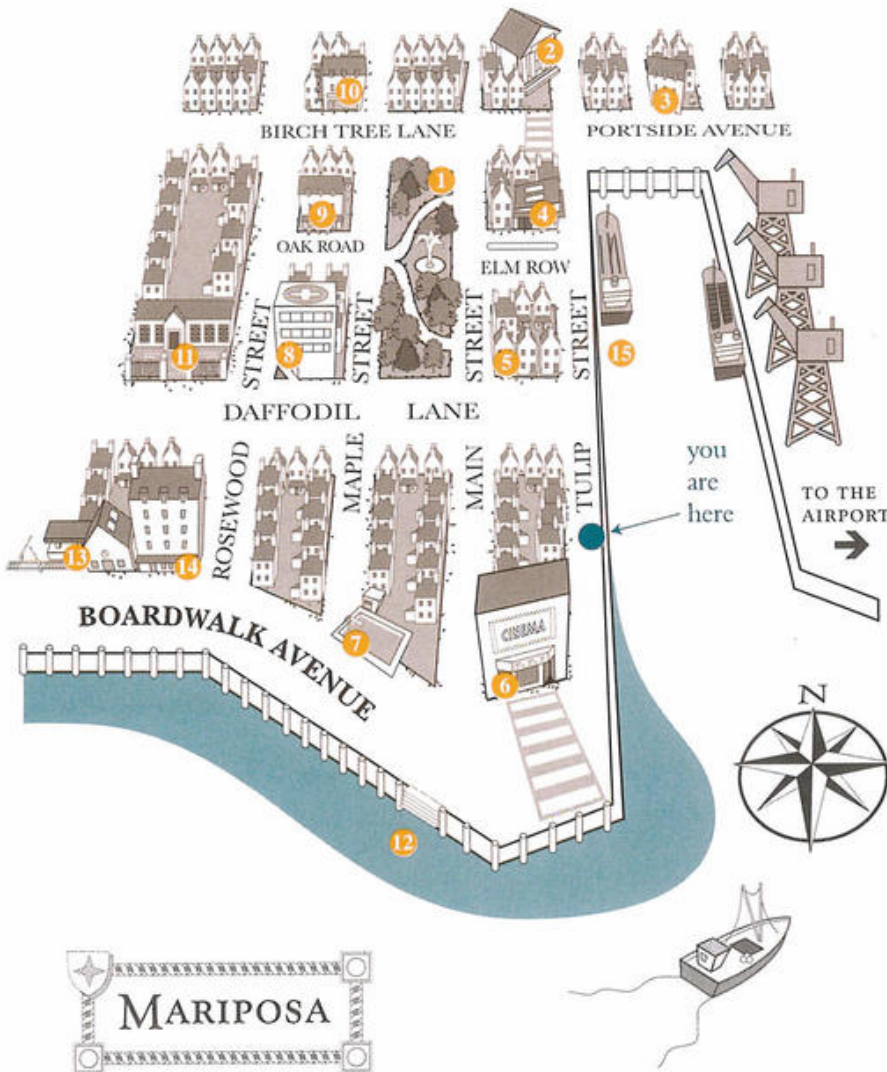 2
10
3
BIRCH TREE LANE
PORTSIDE AVENUE
1
9
4
OAK ROAD
ELM ROW
STREET
STREET
STREET
STREET
11
8
5
15
DAFFODIL LANE
ROSEWOOD
MAPLE
MAIN
TULIP
you
are
here
TO THE
AIRPORT
13
14
BOARDWALK AVENUE
7
CINEMA
6
N
12
MARIPOSA